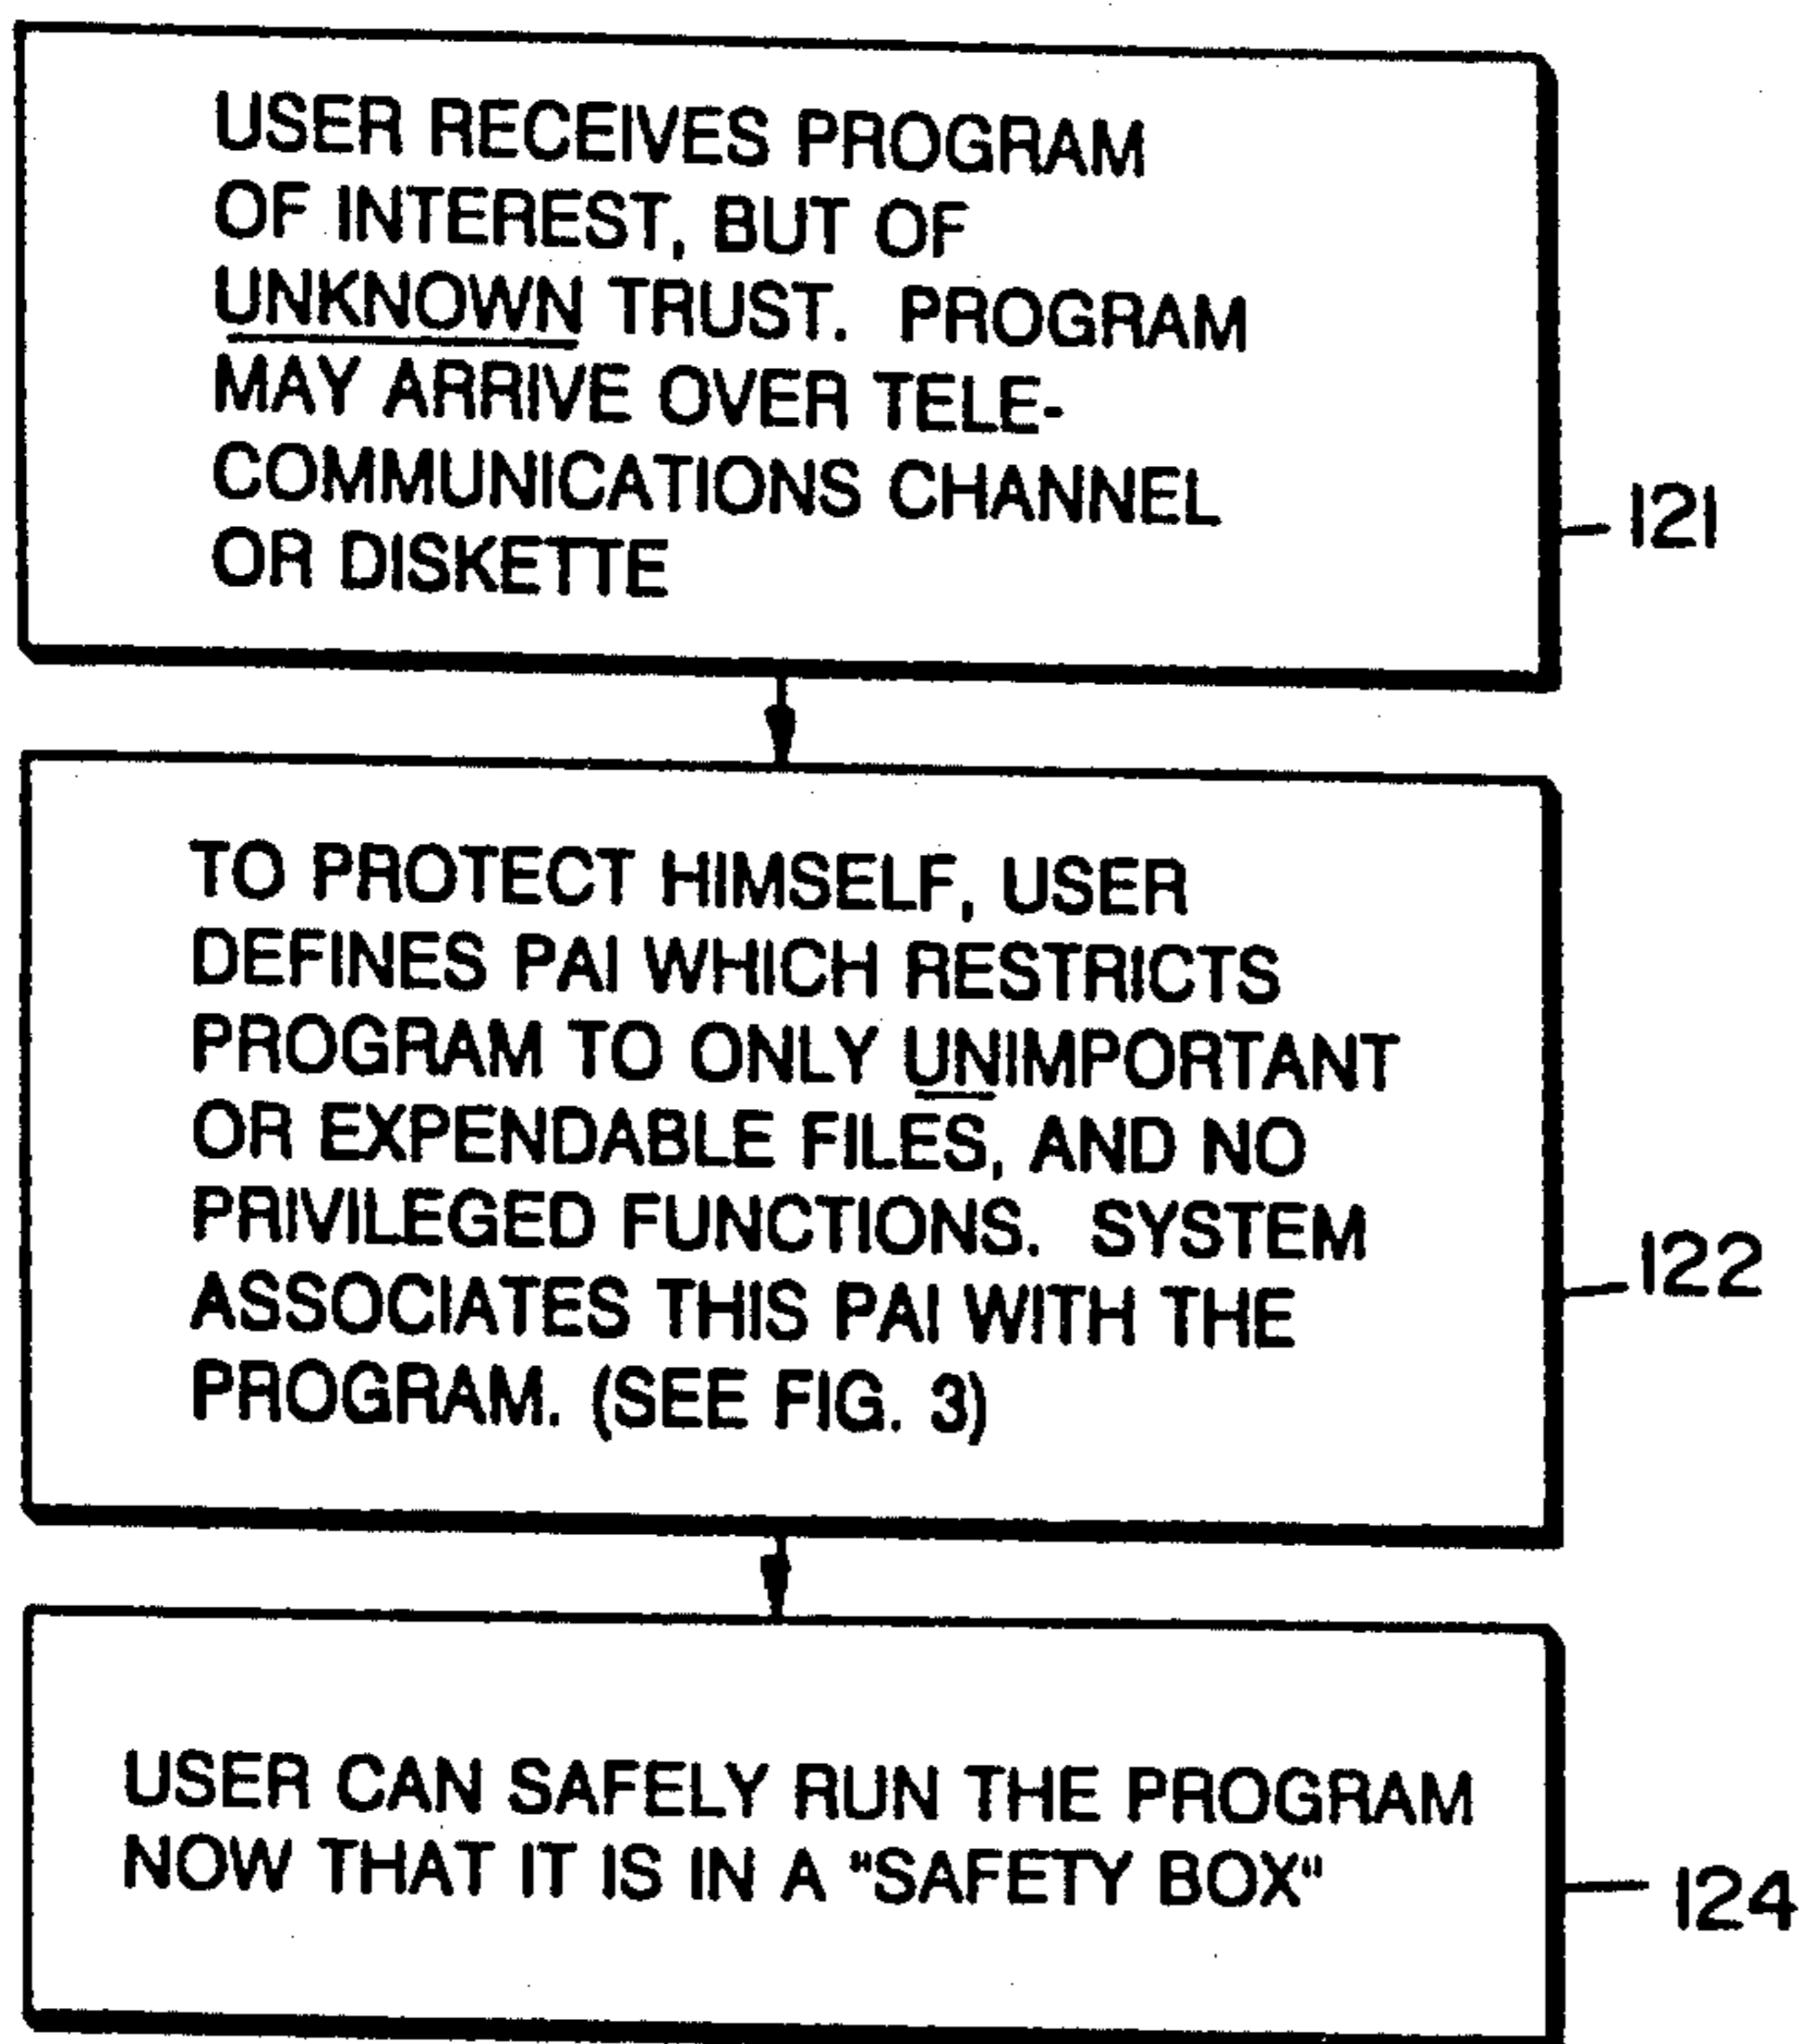 USER RECEIVES PROGRAM
OF INTEREST, BUT OF
UNKNOWN TRUST. PROGRAM
MAY ARRIVE OVER TELE-
COMMUNICATIONS CHANNEL
OR DISKETTE
121
TO PROTECT HIMSELF, USER
DEFINES PAI WHICH RESTRICTS
PROGRAM TO ONLY UNIMPORTANT
OR EXPENDABLE FILES, AND NO
PRIVILEGED FUNCTIONS. SYSTEM
ASSOCIATES THIS PAI WITH THE
PROGRAM. (SEE FIG. 3)
122
USER CAN SAFELY RUN THE PROGRAM
NOW THAT IT IS IN A "SAFETY BOX"
124